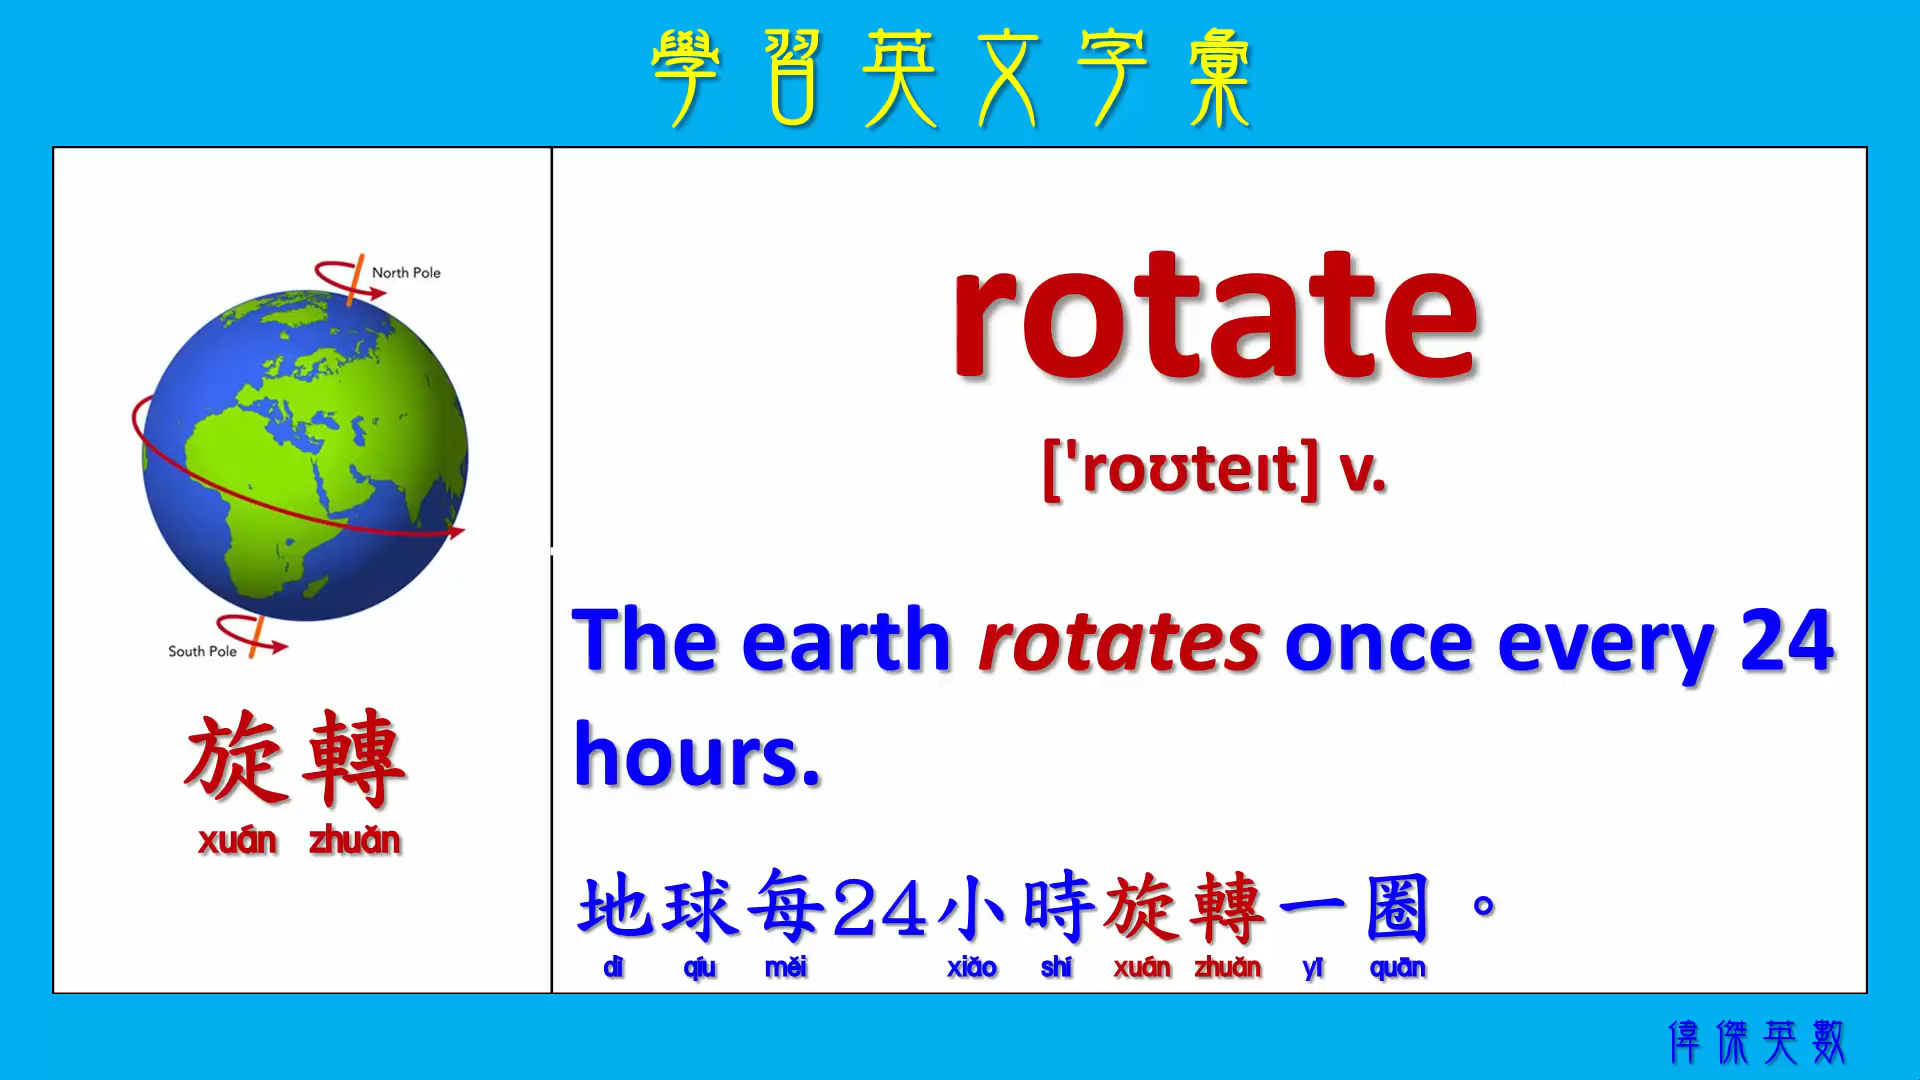 學習英文字彙
North Pole
South Pole
旋轉
xuán zhuǎn
rotate
['roʊteɪt] v.
The earth rotates once every 24
hours.
地球每24小時旋轉一圈。
dì qíu měi xiǎo shí xuán zhuǎn yī quān
偉傑英數